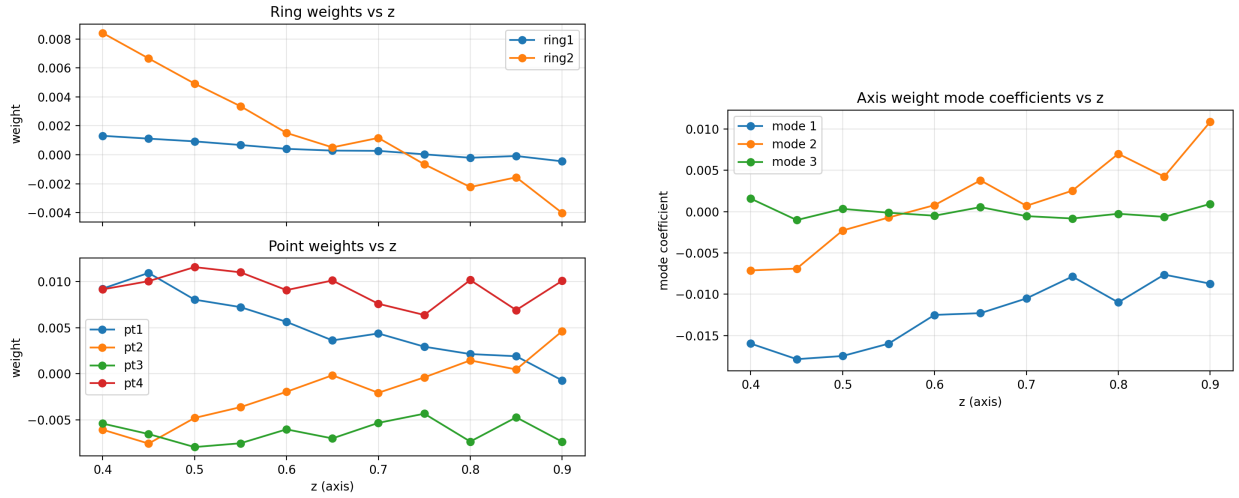 Ring weights vs z
0.008
0.006
0.004
0.002
0.000
−0.002
−0.004
weight
ring1
ring2
Point weights vs z
0.010
0.005
0.000
−0.005
weight
pt1
pt2
pt3
pt4
0.4 0.5 0.6 0.7 0.8 0.9
z (axis)
Axis weight mode coefficients vs z
0.010
0.005
0.000
−0.005
−0.010
−0.015
mode coefficient
mode 1
mode 2
mode 3
0.4 0.5 0.6 0.7 0.8 0.9
z (axis)